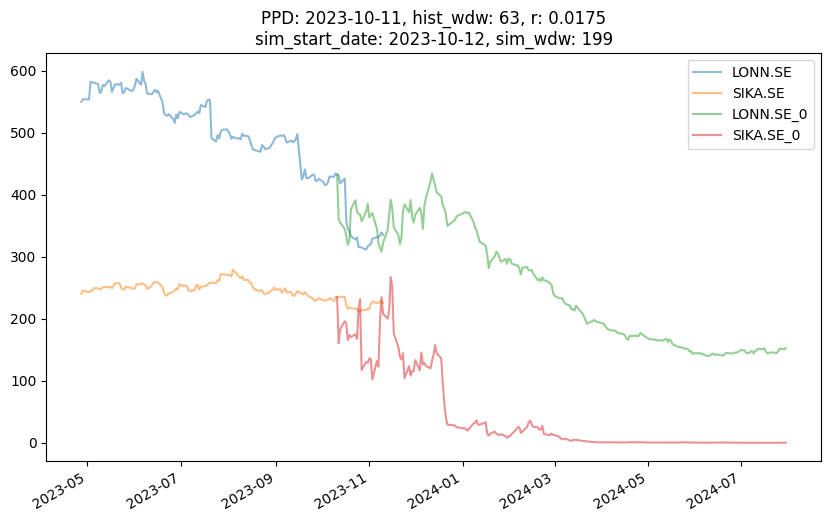 PPD: 2023-10-11, hist_wdw: 63, r: 0.0175
sim_start_date: 2023-10-12, sim_wdw: 199
LONN.SE
SIKA.SE
LONN.SE_0
SIKA.SE_0
600
500
400
300
200
100
0
2023-05
2023-07
2023-09
2023-11
2024-01
2024-03
2024-05
2024-07